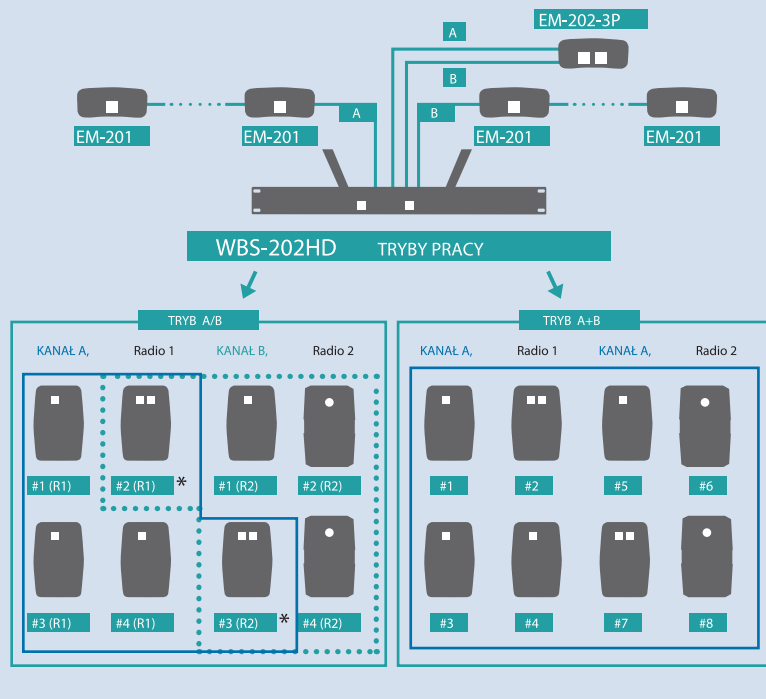 EM-202-3P
A
B
A
B
EM-201
EM-201
EM-201
EM-201
WBS-202HD TRYBY PRACY
TRYB A/B
KANAŁ A, Radio 1 KANAŁ B, Radio 2
#1 (R1) #2 (R1) * #1 (R2) #2 (R2)
#3 (R1) #4 (R1) #3 (R2) * #4 (R2)
TRYB A+B
KANAŁ A, Radio 1 KANAŁ A, Radio 2
#1 #2 #5 #6
#3 #4 #7 #8